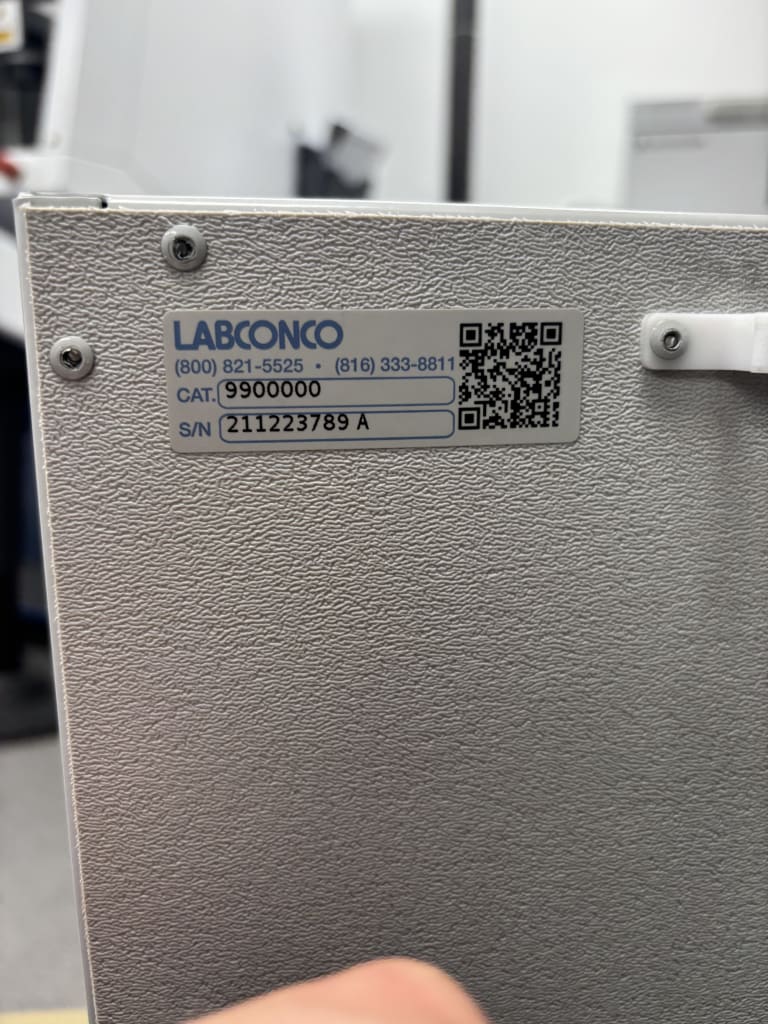 LABCONCO
(800) 821-5525 • (816) 333-8811
CAT. 9900000
S/N 211223789 A